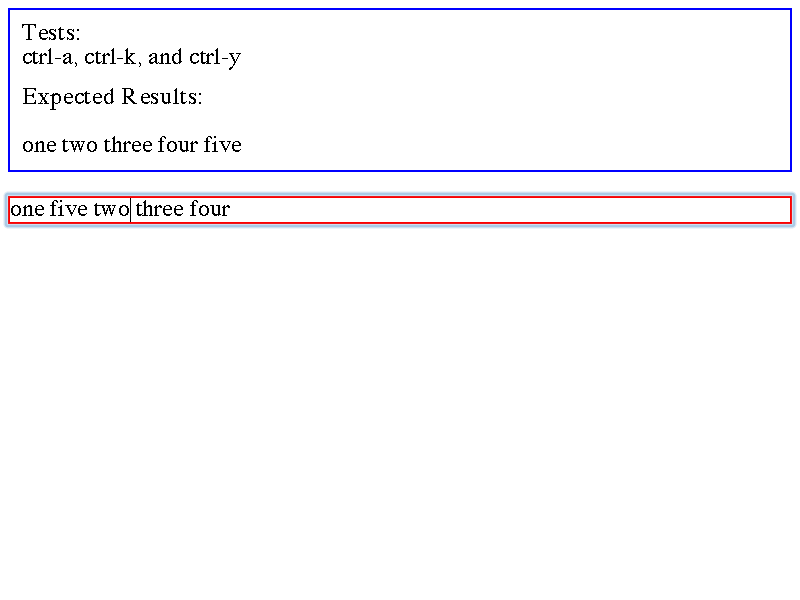 Tests:
ctrl-a, ctrl-k, and ctrl-y
Expected Results:
one two three four five
one five two three four